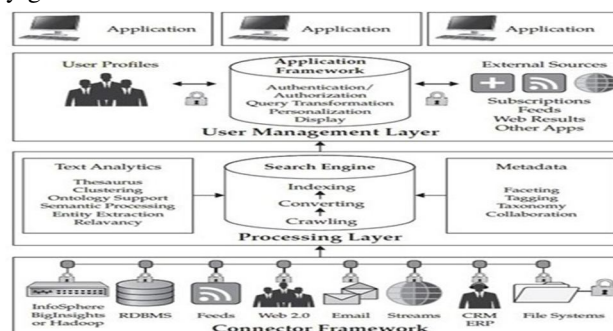 Application
Application
Application
User Profiles
Application
Framework
Authentication/
Authorization
Query Transformation
Personalization
Display
External Sources
Subscriptions
Feeds
Web Results
Other Apps
User Management Layer
Text Analytics
Thesaurus
Clustering
Ontology Support
Semantic Processing
Entity Extraction
Relavancy
Search Engine
Indexing
Converting
Crawling
Metadata
Faceting
Tagging
Taxonomy
Collaboration
Processing Layer
InfoSphere
BigInsights
or Hadoop
RDBMS
Feeds
Web 2.0
Email
Streams
CRM
ERP
File Systems
Connector Framework